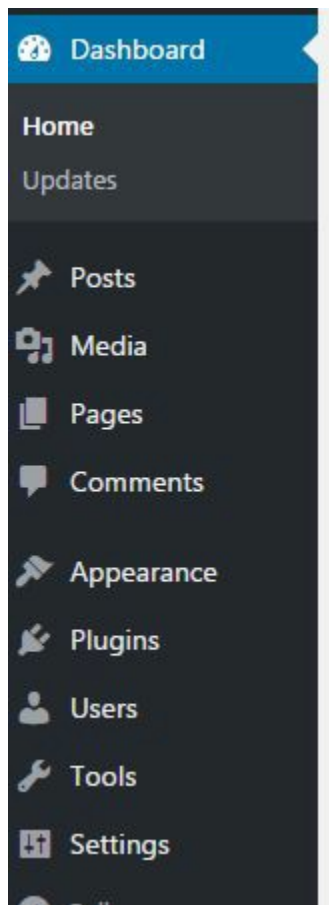 Dashboard
Home
Updates
Posts
Media
Pages
Comments
Appearance
Plugins
Users
Tools
Settings